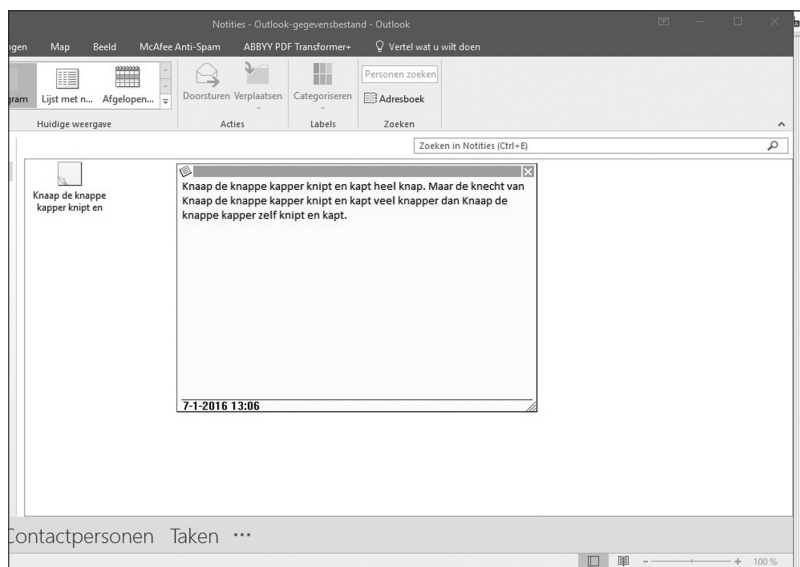 Notities - Outlook-gegevensbestand - Outlook
ngen Map Beeld McAfee Anti-Spam ABBYY PDF Transformer+ Vertel wat u wilt doen
gram Lijst met n... Afgelopen... Doorsturen Verplaatsen Categoriseren Personen zoeken
Adresboek
Huidige weergave Acties Labels Zoeken
Zoeken in Notities (Ctrl+E)
Knaap de knappe
kapper knipt en
Knaap de knappe kapper knipt en kapt heel knap. Maar de knecht van
Knaap de knappe kapper knipt en kapt veel knapper dan Knaap de
knappe kapper zelf knipt en kapt.
7-1-2016 13:06
Contactpersonen Taken ...
100 %